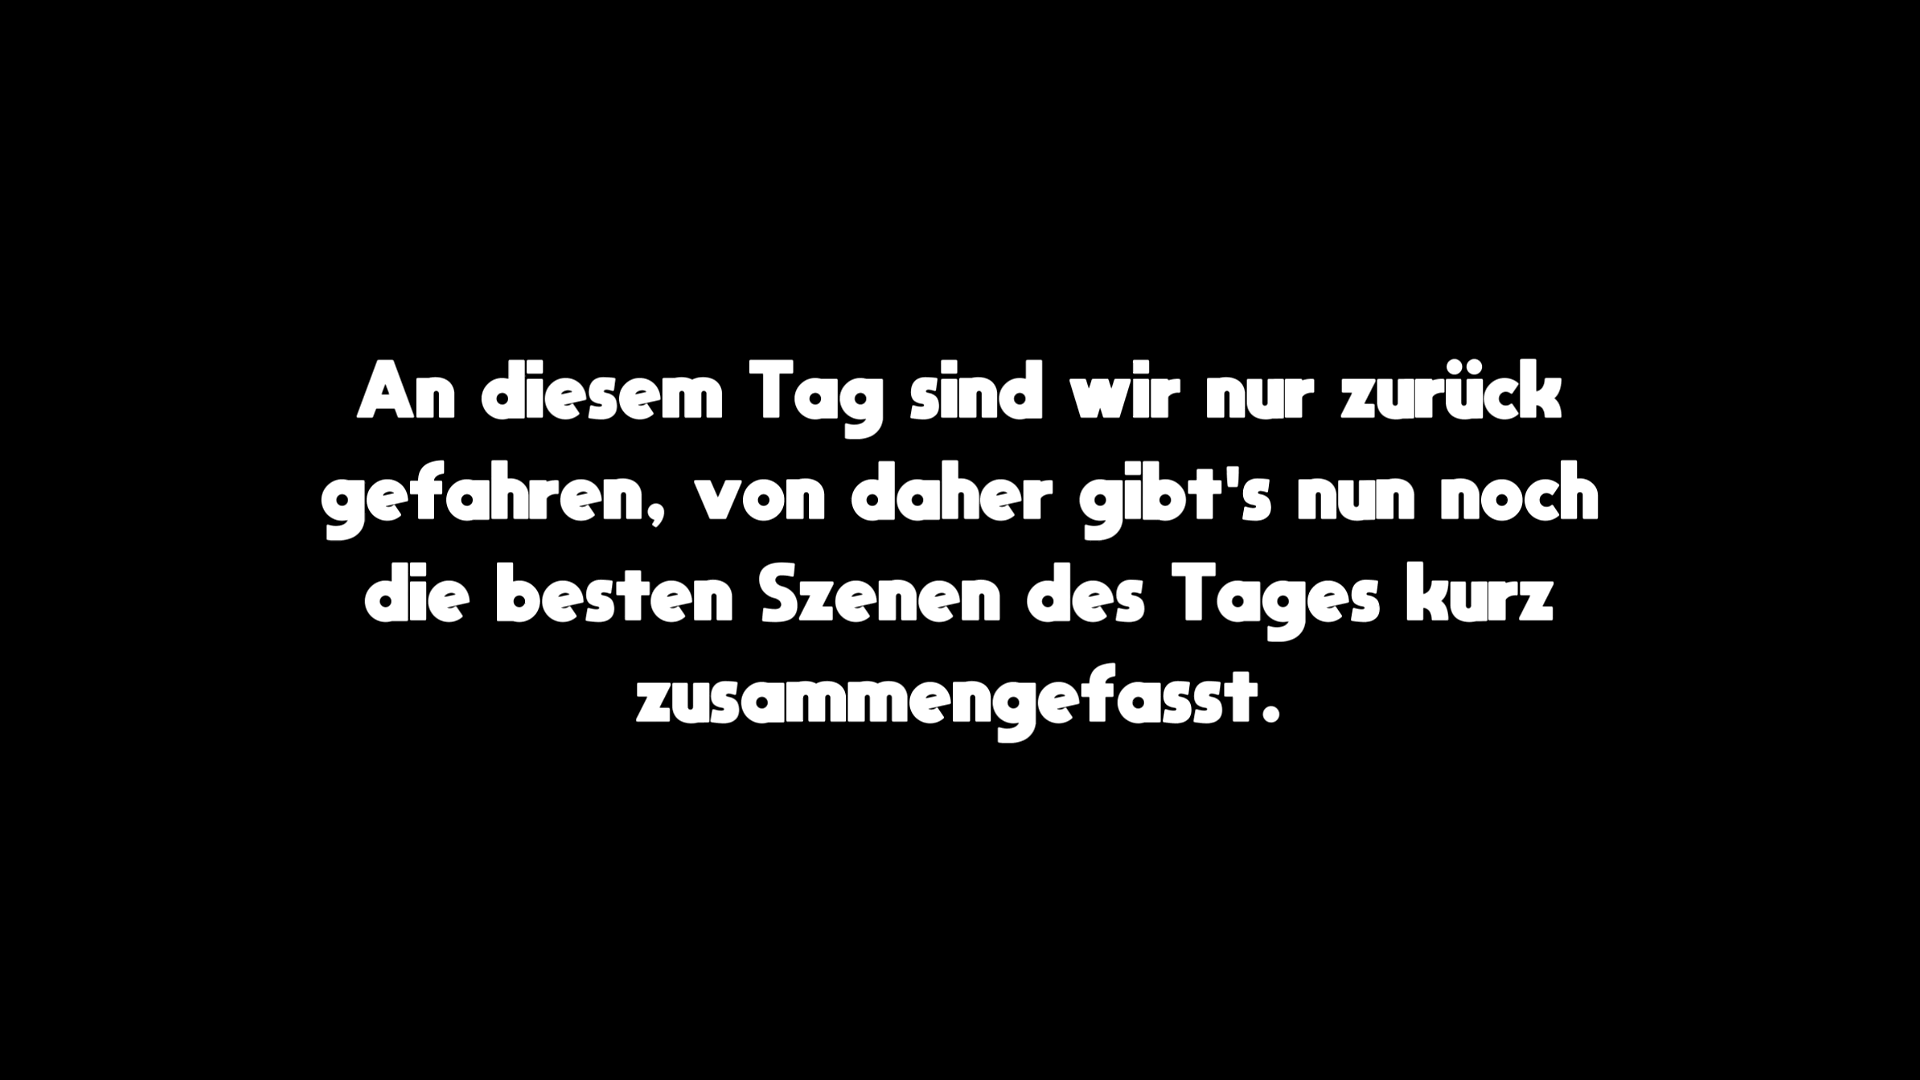 An diesem Tag sind wir nur zurück
gefahren, von daher gibt's nun noch
die besten Szenen des Tages kurz
zusammengefasst.